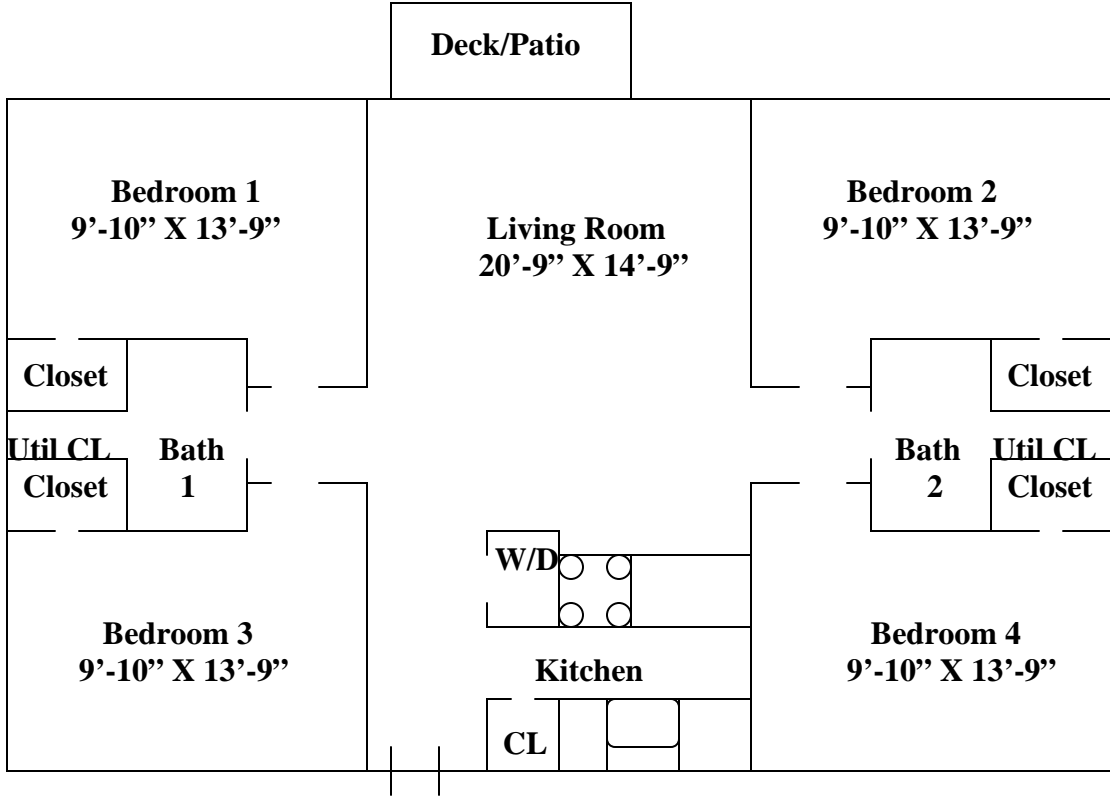 Deck/Patio
Bedroom 1
9’-10” X 13’-9”
Living Room
20’-9” X 14’-9”
Bedroom 2
9’-10” X 13’-9”
Closet
Closet
Util CL
Bath
1
Closet
Bath
2
Util CL
Closet
W/D
Bedroom 3
9’-10” X 13’-9”
Kitchen
CL
Bedroom 4
9’-10” X 13’-9”